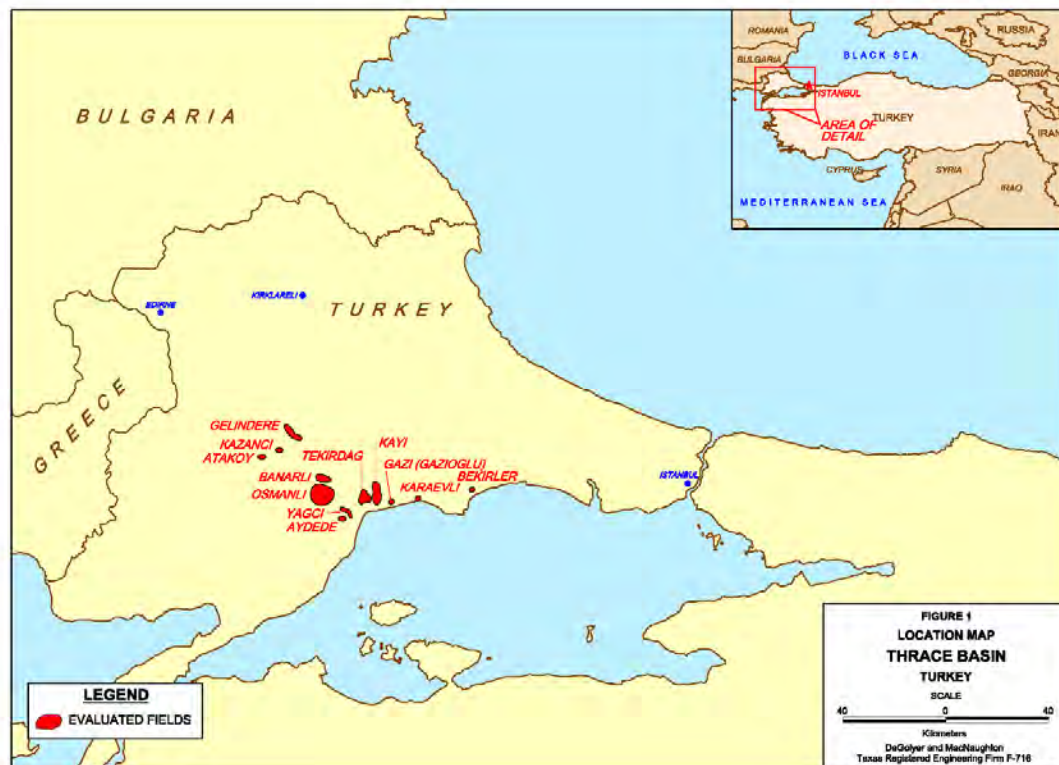 ROMANIA
RUSSIA
BLACK SEA
BULGARIA
GEORGIA
ISTANBUL
TURKEY
AREA OF
DETAIL
IRAN
CYPRUS
SYRIA
IRAQ
MEDITERRANEAN SEA
BULGARIA
EDIRNE
KIRKLARELI
TURKEY
GREECE
GELINDERE
KAZANCI
ATAKOY
TEKIRDAG
KAYI
GAZI (GAZIOGLU)
BEKIRLER
KARAEVLI
BANARLI
OSMANLI
YAGCI
AYDEDE
ISTANBUL
LEGEND
EVALUATED FIELDS
FIGURE 1
LOCATION MAP
THRACE BASIN
TURKEY
SCALE
40 0 40
Kilometers
DeGolyer and MacNaughton
Texas Registered Engineering Firm F-716